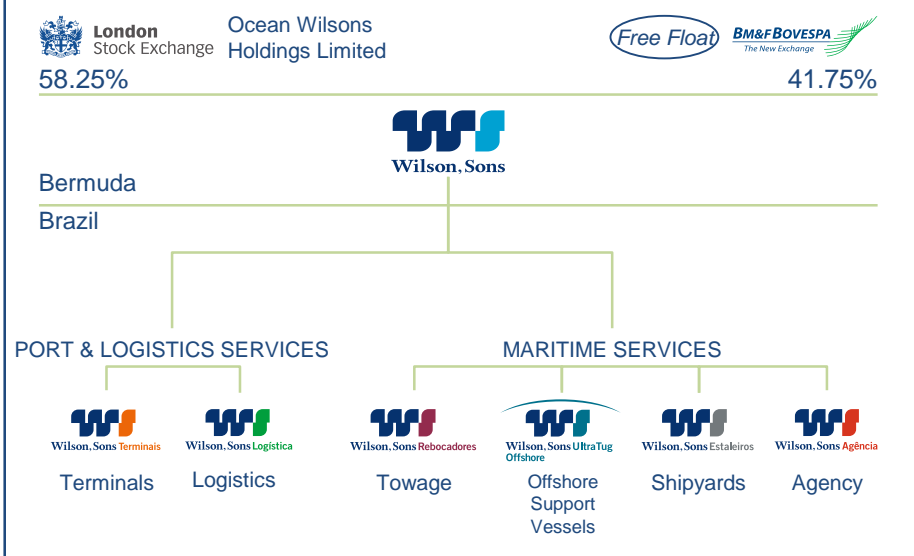 London
Stock Exchange
Ocean Wilsons
Holdings Limited
Free Float
BM&FBOVESPA
The New Exchange
58.25%
41.75%
Wilson, Sons
Bermuda
Brazil
PORT & LOGISTICS SERVICES
MARITIME SERVICES
Wilson, Sons Terminais
Wilson, Sons Logística
Wilson, Sons Rebocadores
Wilson, Sons UltraTug
Offshore
Wilson, Sons Estaleiros
Wilson, Sons Agência
Terminals
Logistics
Towage
Offshore
Support
Vessels
Shipyards
Agency